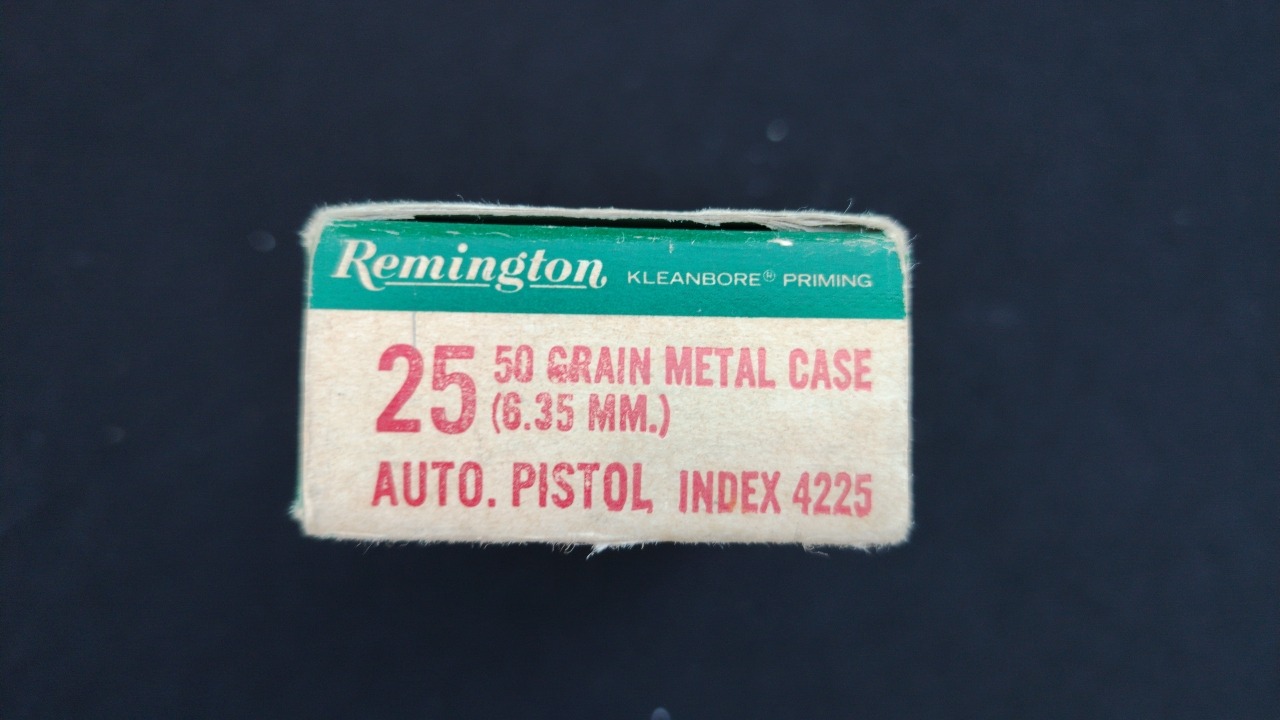 Remington KLEANBORE® PRIMING
25 50 GRAIN METAL CASE
(6.35 MM.)
AUTO. PISTOL INDEX 4225